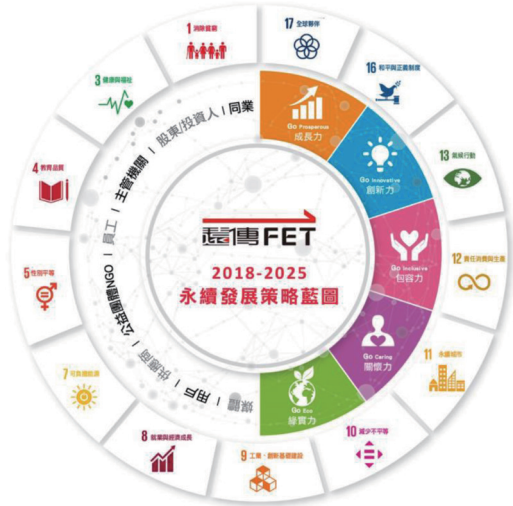 遠傳 FET
2018-2025
永續發展策略藍圖
Go Prosperous
成長力
Go Innovative
創新力
Go Inclusive
包容力
Go Caring
關懷力
Go Eco
綠實力
同業 | 股東/投資人 | 主管機關 | 員工 | 公益團體NGO | 供應商 | 用戶 | 媒體
1 消除貧窮
17 全球夥伴
16 和平與正義制度
13 氣候行動
12 責任消費與生產
11 永續城市
10 減少不平等
9 工業、創新基礎建設
8 就業與經濟成長
7 可負擔能源
5 性別平等
4 教育品質
3 健康與福祉